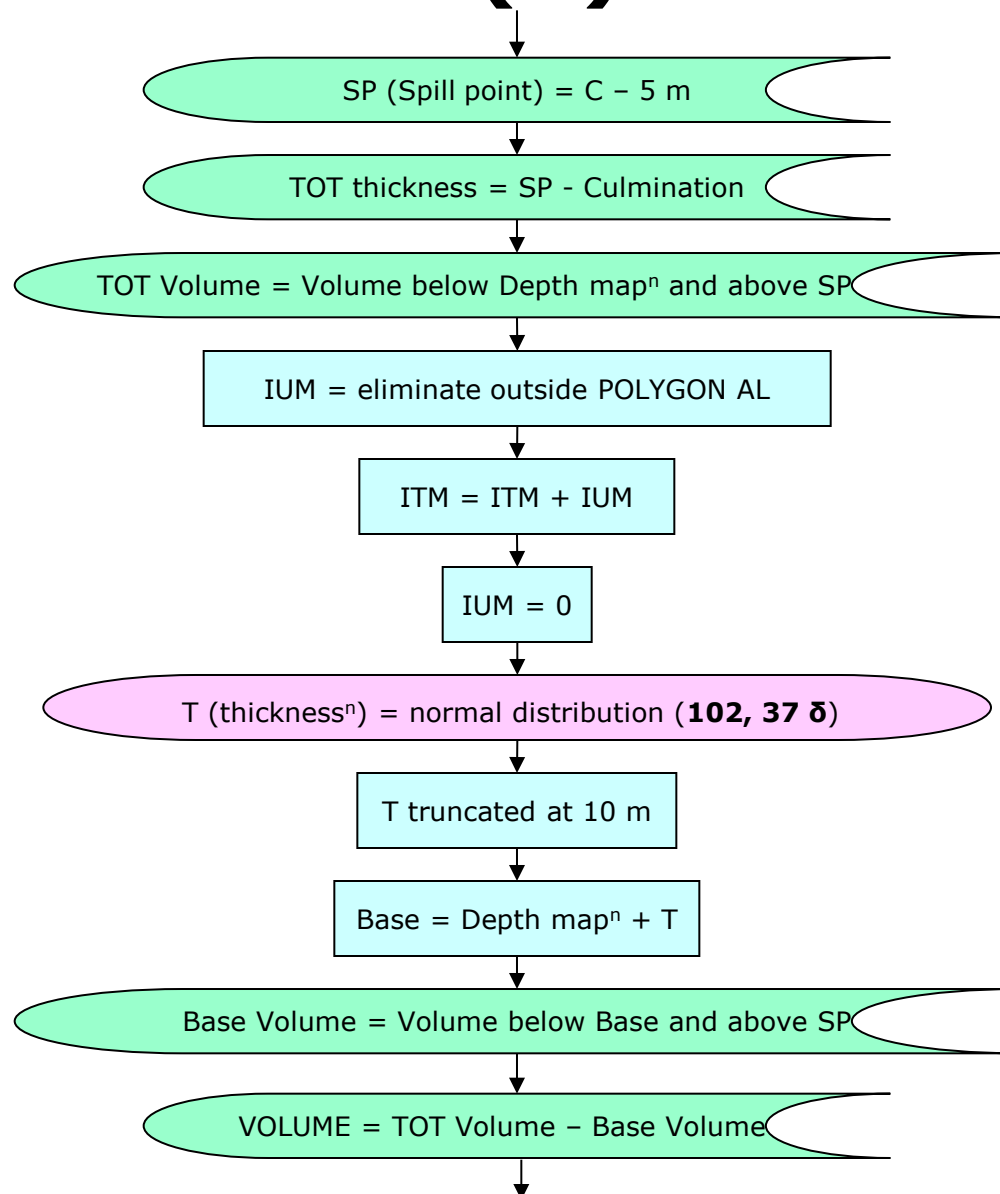 SP (Spill point) = C – 5 m
TOT thickness = SP - Culmination
TOT Volume = Volume below Depth mapⁿ and above SP
IUM = eliminate outside POLYGON AL
ITM = ITM + IUM
IUM = 0
T (thicknessⁿ) = normal distribution (102, 37 δ)
T truncated at 10 m
Base = Depth mapⁿ + T
Base Volume = Volume below Base and above SP
VOLUME = TOT Volume – Base Volume